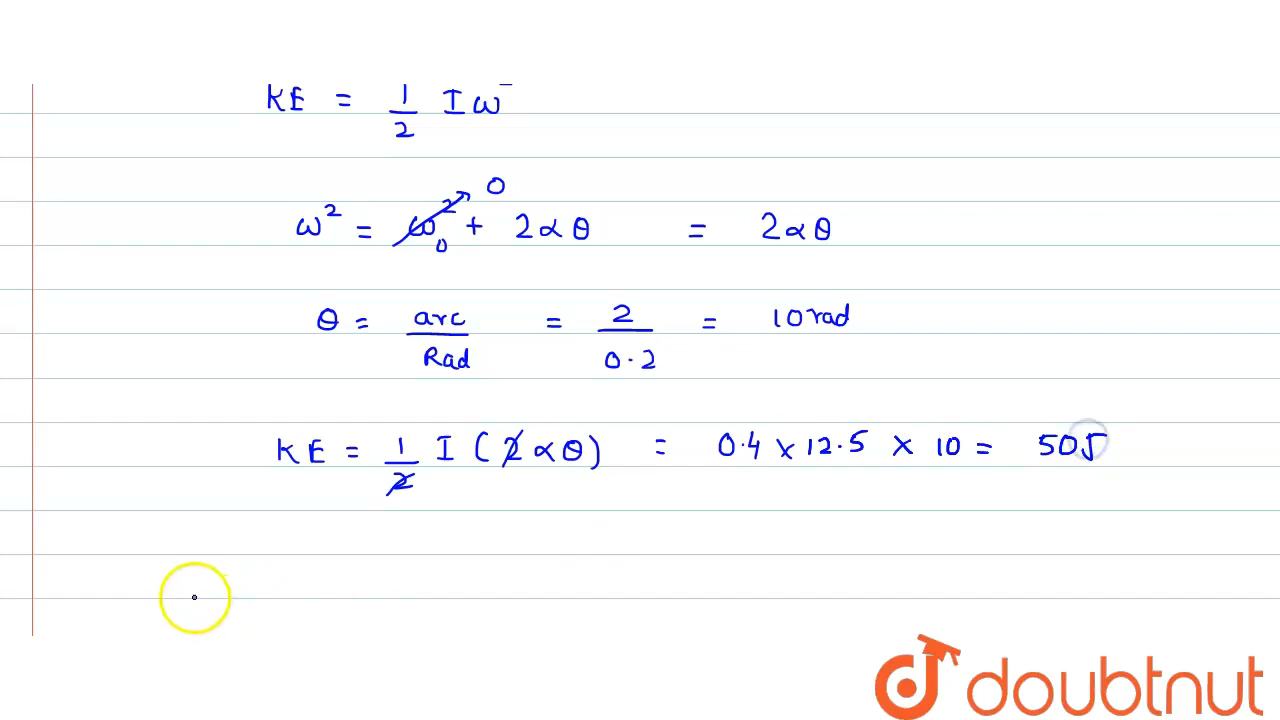 KE = 1/2 I ω‾
ω² = ω₀² + 2αθ = 2αθ
0
θ = arc/Rad = 2/0.2 = 10 rad
KE = 1/2 I (2αθ) = 0.4 × 12.5 × 10 = 50J
doubtnut